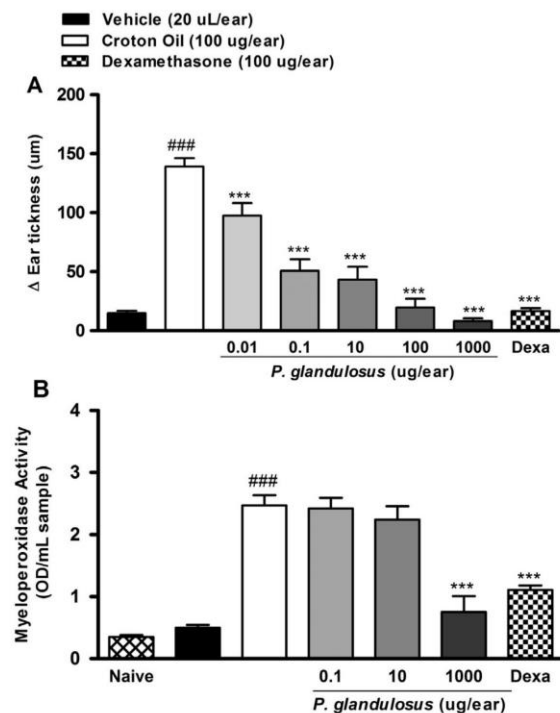 Vehicle (20 uL/ear)
Croton Oil (100 ug/ear)
Dexamethasone (100 ug/ear)
A
Δ Ear tickness (um)
200
150
100
50
0
###
***
***
***
***
***
***
0.01 0.1 10 100 1000 Dexa
P. glandulosus (ug/ear)
B
Myeloperoxidase Activity
(OD/mL sample)
4
3
2
1
0
###
***
***
Naive 0.1 10 1000 Dexa
P. glandulosus (ug/ear)